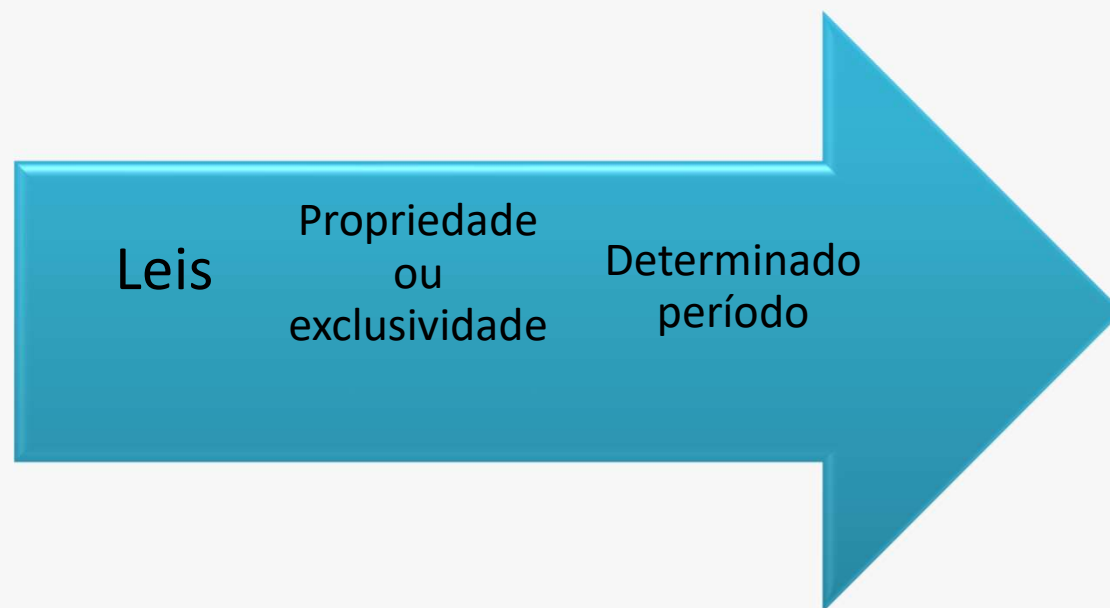 Leis
Propriedade
ou
exclusividade
Determinado
período